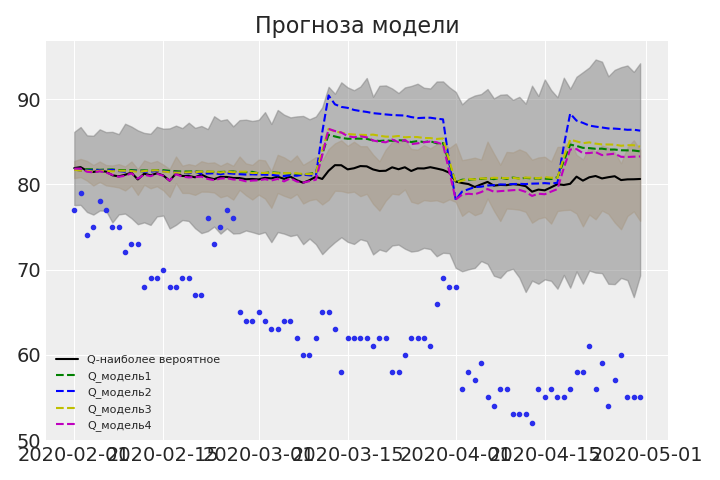 Прогноза модели
90
80
70
60
50
Q-наиболее вероятное
Q_модель1
Q_модель2
Q_модель3
Q_модель4
2020-02-01 2020-02-15 2020-03-01 2020-03-15 2020-04-01 2020-04-15 2020-05-01